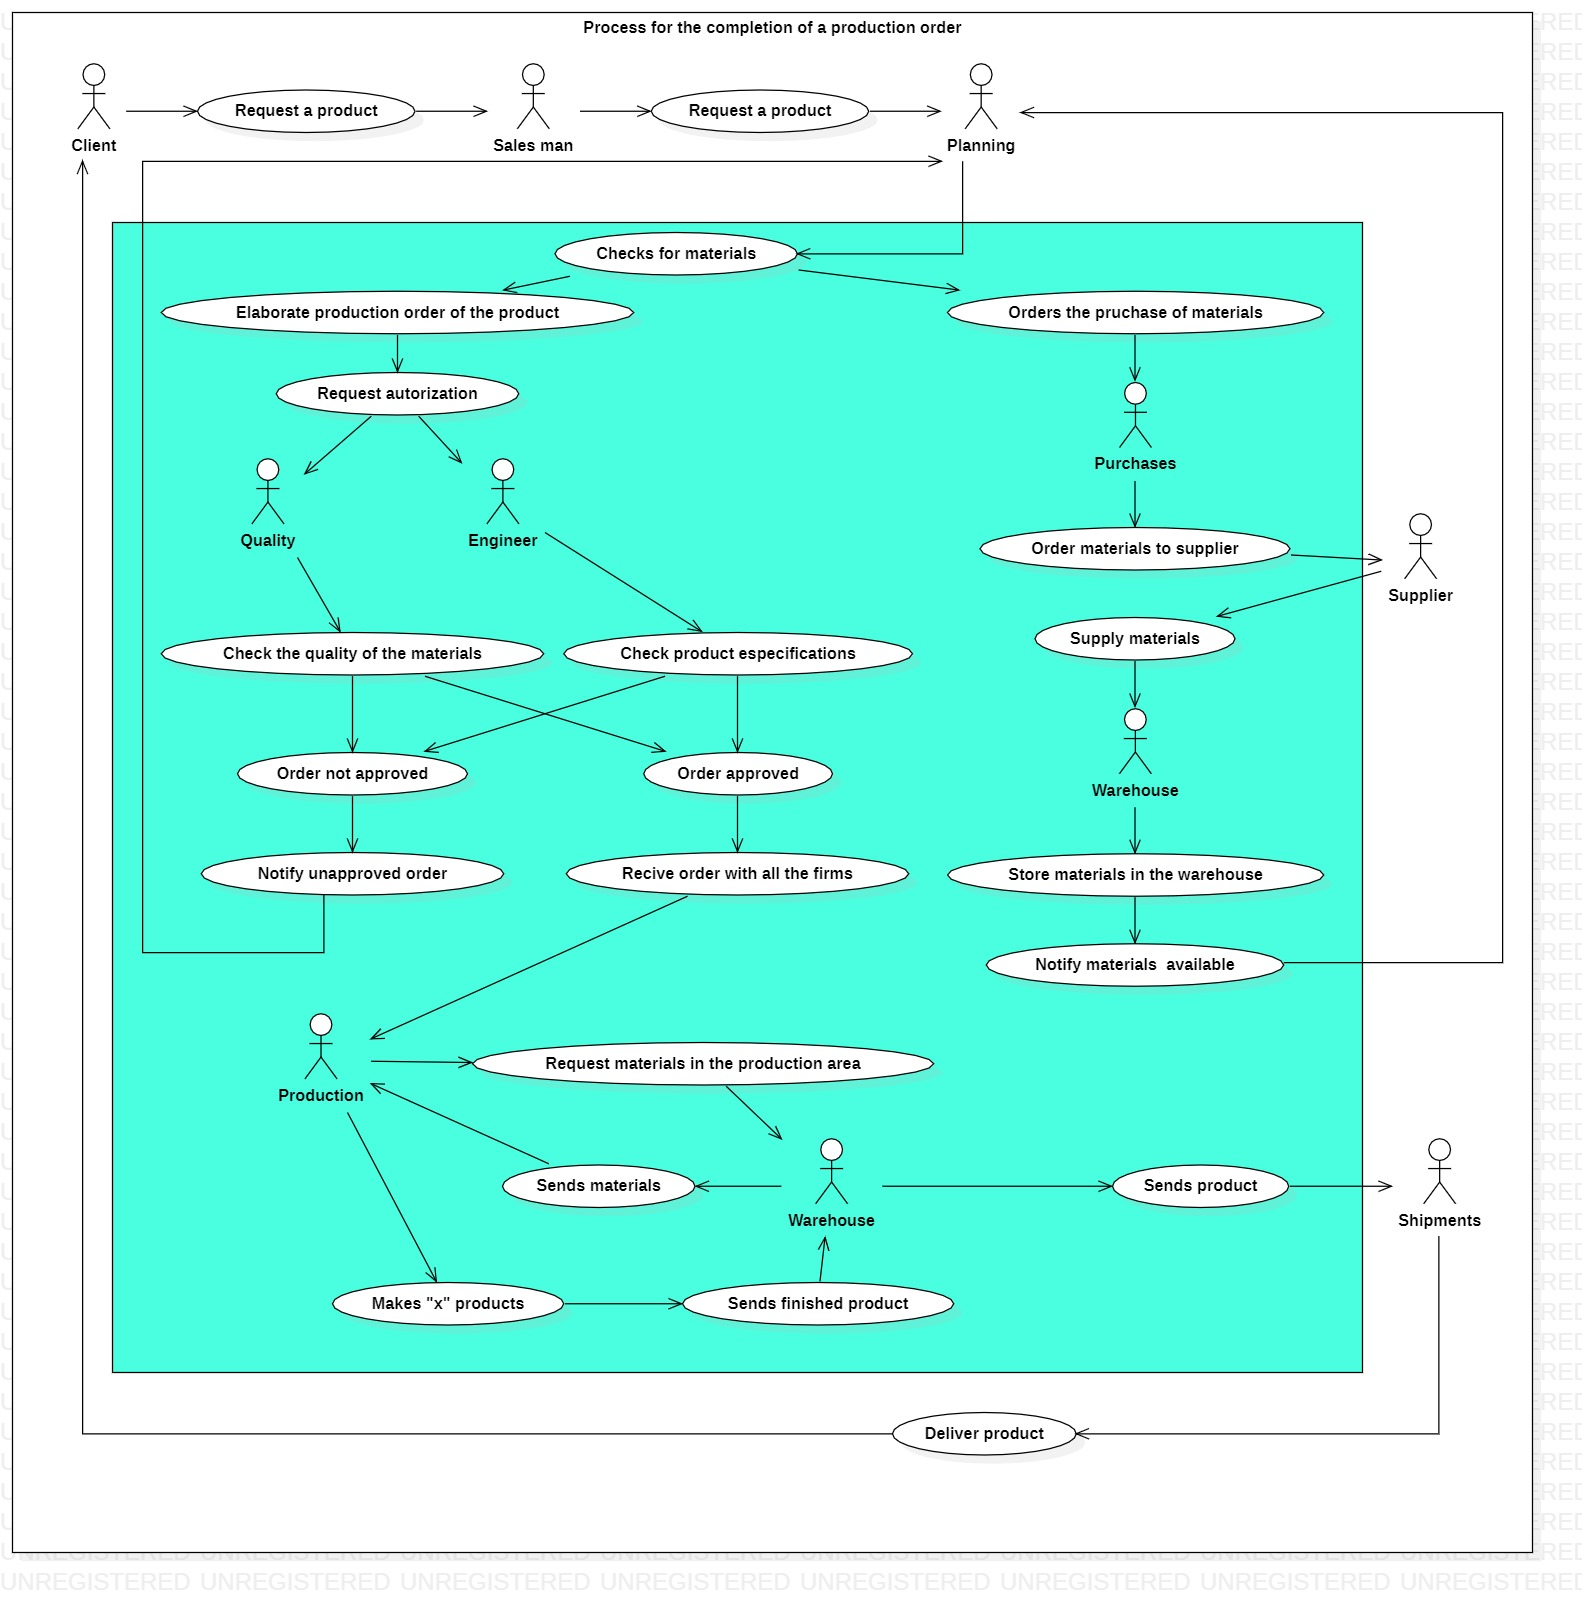 Process for the completion of a production order
Request a product
Request a product
Client
Sales man
Planning
Checks for materials
Elaborate production order of the product
Orders the pruchase of materials
Request autorization
Purchases
Quality
Engineer
Order materials to supplier
Supplier
Supply materials
Check the quality of the materials
Check product especifications
Order not approved
Order approved
Warehouse
Notify unapproved order
Recive order with all the firms
Store materials in the warehouse
Notify materials  available
Request materials in the production area
Production
Sends materials
Sends product
Warehouse
Shipments
Makes "x" products
Sends finished product
Deliver product
UNREGISTERED UNREGISTERED UNREGISTERED UNREGISTERED UNREGISTERED UNREGISTERED UNREGISTERED UNREGISTERED